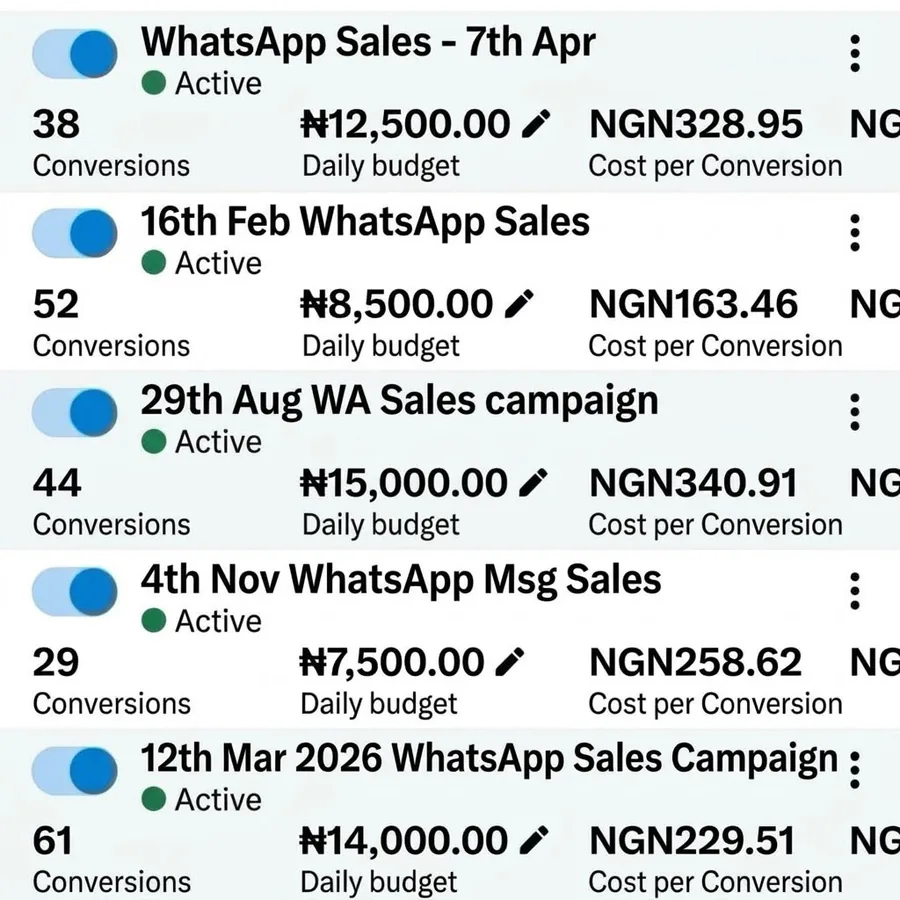 WhatsApp Sales - 7th Apr
Active
38 ₦12,500.00 NGN328.95 NG
Conversions Daily budget Cost per Conversion
16th Feb WhatsApp Sales
Active
52 ₦8,500.00 NGN163.46 NG
Conversions Daily budget Cost per Conversion
29th Aug WA Sales campaign
Active
44 ₦15,000.00 NGN340.91 NG
Conversions Daily budget Cost per Conversion
4th Nov WhatsApp Msg Sales
Active
29 ₦7,500.00 NGN258.62 NG
Conversions Daily budget Cost per Conversion
12th Mar 2026 WhatsApp Sales Campaign
Active
61 ₦14,000.00 NGN229.51 NG
Conversions Daily budget Cost per Conversion